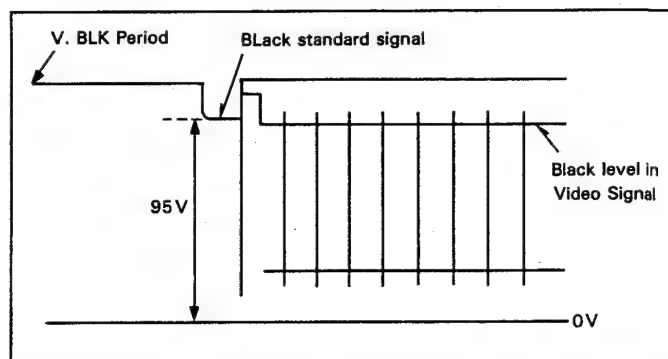 V. BLK Period
BLack standard signal
95V
Black level in
Video Signal
0V